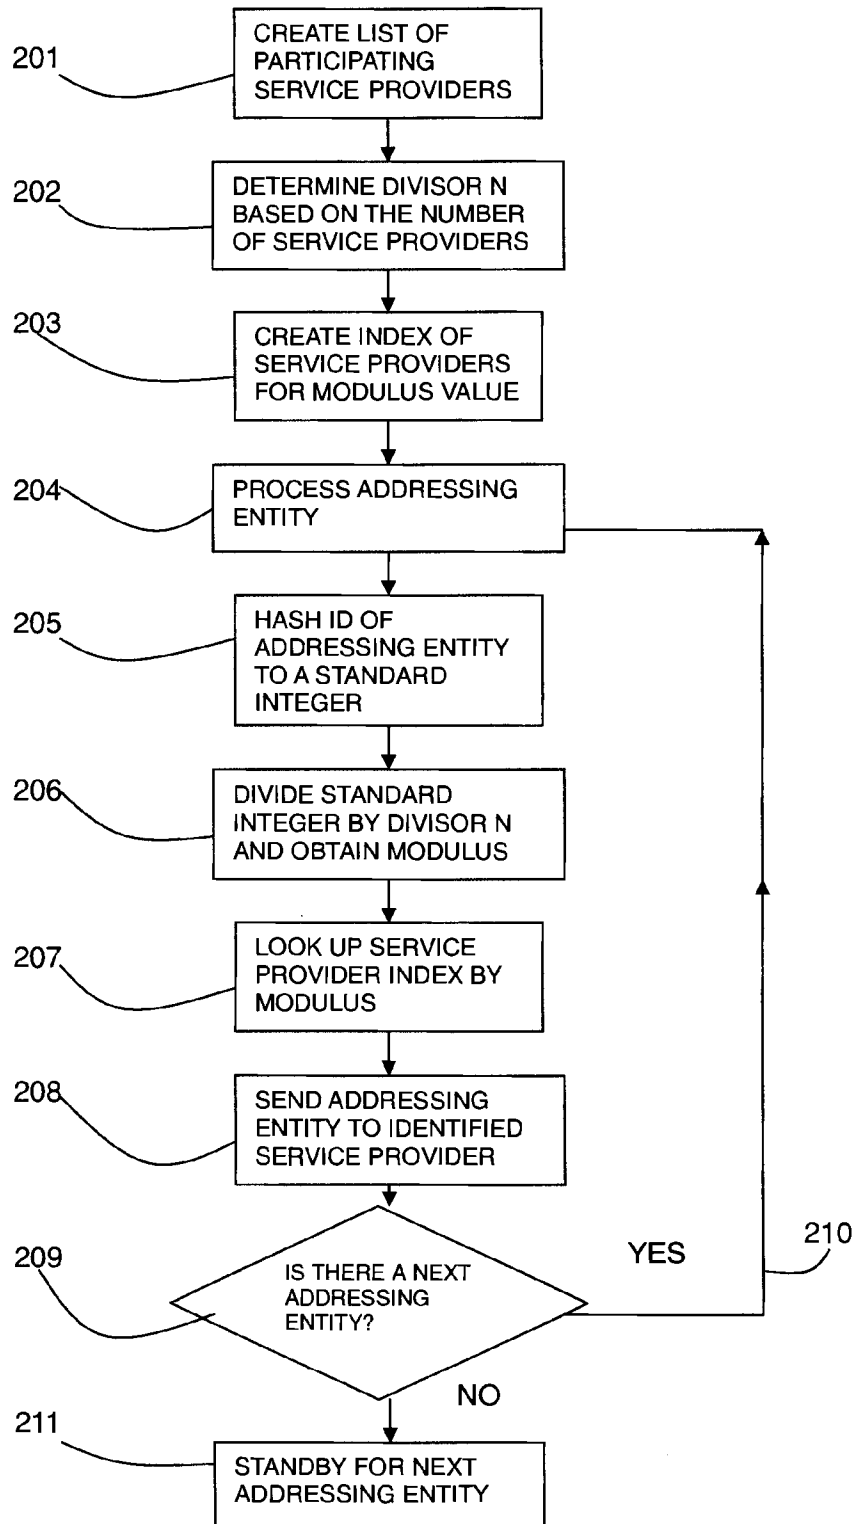 CREATE LIST OF
PARTICIPATING
SERVICE PROVIDERS
201
DETERMINE DIVISOR N
BASED ON THE NUMBER
OF SERVICE PROVIDERS
202
CREATE INDEX OF
SERVICE PROVIDERS
FOR MODULUS VALUE
203
PROCESS ADDRESSING
ENTITY
204
HASH ID OF
ADDRESSING ENTITY
TO A STANDARD
INTEGER
205
DIVIDE STANDARD
INTEGER BY DIVISOR N
AND OBTAIN MODULUS
206
LOOK UP SERVICE
PROVIDER INDEX BY
MODULUS
207
SEND ADDRESSING
ENTITY TO IDENTIFIED
SERVICE PROVIDER
208
IS THERE A NEXT
ADDRESSING
ENTITY?
209
YES
210
NO
211
STANDBY FOR NEXT
ADDRESSING ENTITY